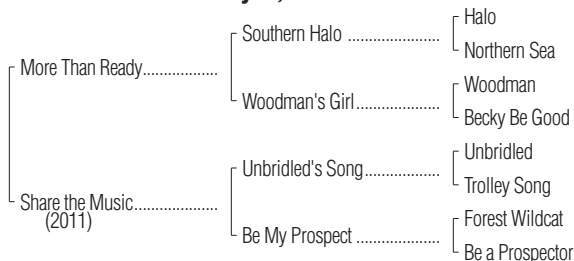 Halo
Southern Halo .....................
Northern Sea
More Than Ready.................
Woodman
Woodman's Girl ...................
Becky Be Good
Unbridled
Unbridled's Song.................
Trolley Song
Share the Music...................
(2011)
Forest Wildcat
Be My Prospect ...................
Be a Prospector